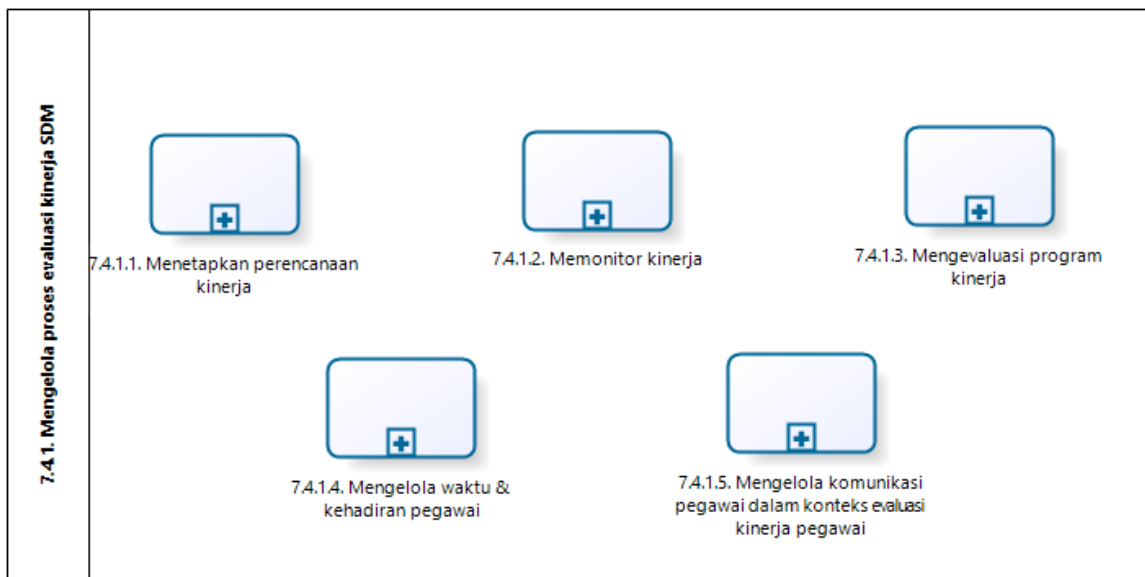 7.4.1. Mengelola proses evaluasi kinerja SDM
7.4.1.1. Menetapkan perencanaan
kinerja
7.4.1.2. Memonitor kinerja
7.4.1.3. Mengevaluasi program
kinerja
7.4.1.4. Mengelola waktu &
kehadiran pegawai
7.4.1.5. Mengelola komunikasi
pegawai dalam konteks evaluasi
kinerja pegawai